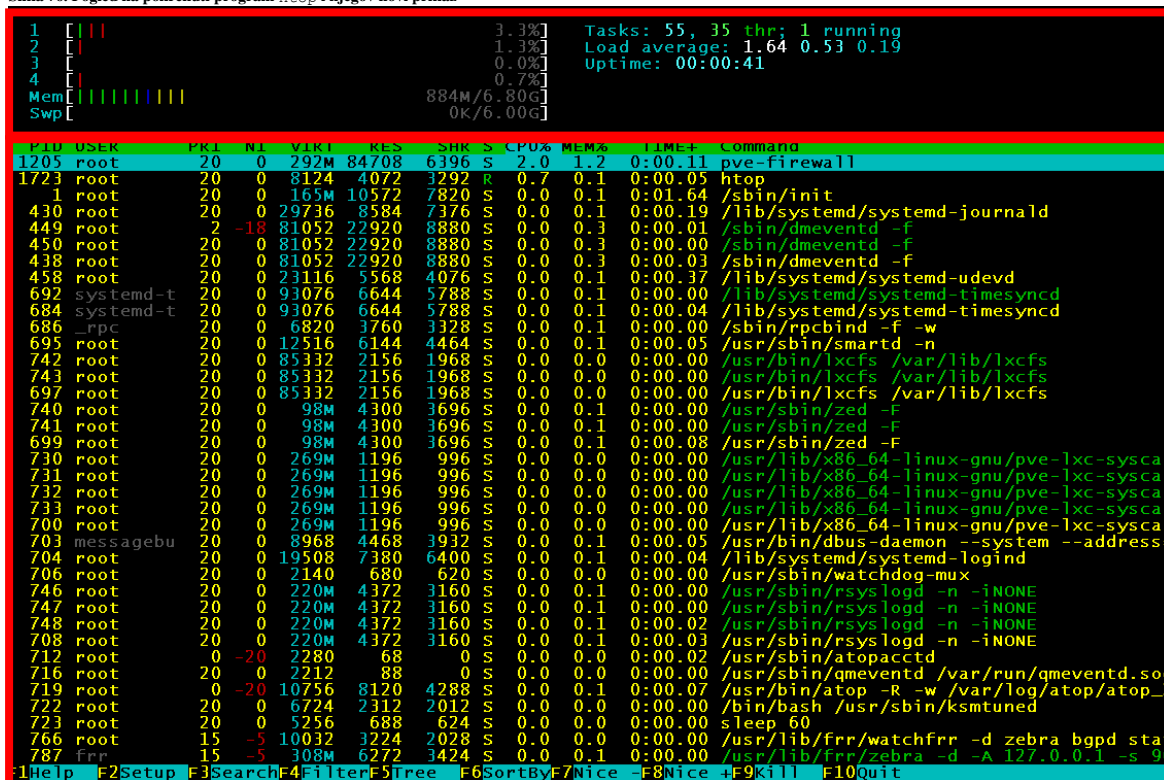 1 [||| 3.3%] Tasks: 55, 35 thr; 1 running
2 [| 1.3%] Load average: 1.64 0.53 0.19
3 [ 0.0%] Uptime: 00:00:41
4 [| 0.7%]
Mem[|||||||||| 884M/6.80G]
Swp[ 0K/6.00G]
PID USER PRI NI VIRT RES SHR S CPU% MEM% TIME+ Command
1205 root 20 0 292M 84708 6396 S 2.0 1.2 0:00.11 pve-firewall
1723 root 20 0 8124 4072 3292 R 0.7 0.1 0:00.05 htop
1 root 20 0 165M 10572 7820 S 0.0 0.1 0:01.64 /sbin/init
430 root 20 0 29736 8584 7376 S 0.0 0.1 0:00.19 /lib/systemd/systemd-journald
449 root 2 -18 81052 22920 8880 S 0.0 0.3 0:00.01 /sbin/dmeventd -f
450 root 20 0 81052 22920 8880 S 0.0 0.3 0:00.00 /sbin/dmeventd -f
438 root 20 0 81052 22920 8880 S 0.0 0.3 0:00.03 /sbin/dmeventd -f
458 root 20 0 23116 5568 4076 S 0.0 0.1 0:00.37 /lib/systemd/systemd-udevd
692 systemd-t 20 0 93076 6644 5788 S 0.0 0.1 0:00.00 /lib/systemd/systemd-timesyncd
684 systemd-t 20 0 93076 6644 5788 S 0.0 0.1 0:00.04 /lib/systemd/systemd-timesyncd
686 _rpc 20 0 6820 3760 3328 S 0.0 0.1 0:00.00 /sbin/rpcbind -f -w
695 root 20 0 12516 6144 4464 S 0.0 0.1 0:00.05 /usr/sbin/smartd -n
742 root 20 0 85332 2156 1968 S 0.0 0.0 0:00.00 /usr/bin/lxcfs /var/lib/lxcfs
743 root 20 0 85332 2156 1968 S 0.0 0.0 0:00.00 /usr/bin/lxcfs /var/lib/lxcfs
697 root 20 0 85332 2156 1968 S 0.0 0.0 0:00.00 /usr/bin/lxcfs /var/lib/lxcfs
740 root 20 0 98M 4300 3696 S 0.0 0.1 0:00.00 /usr/sbin/zed -F
741 root 20 0 98M 4300 3696 S 0.0 0.1 0:00.00 /usr/sbin/zed -F
699 root 20 0 98M 4300 3696 S 0.0 0.1 0:00.08 /usr/sbin/zed -F
730 root 20 0 269M 1196 996 S 0.0 0.0 0:00.00 /usr/lib/x86_64-linux-gnu/pve-lxc-sysca
731 root 20 0 269M 1196 996 S 0.0 0.0 0:00.00 /usr/lib/x86_64-linux-gnu/pve-lxc-sysca
732 root 20 0 269M 1196 996 S 0.0 0.0 0:00.00 /usr/lib/x86_64-linux-gnu/pve-lxc-sysca
733 root 20 0 269M 1196 996 S 0.0 0.0 0:00.00 /usr/lib/x86_64-linux-gnu/pve-lxc-sysca
700 root 20 0 269M 1196 996 S 0.0 0.0 0:00.00 /usr/lib/x86_64-linux-gnu/pve-lxc-sysca
703 messagebu 20 0 8968 4468 3932 S 0.0 0.1 0:00.05 /usr/bin/dbus-daemon --system --address
704 root 20 0 19508 7380 6400 S 0.0 0.1 0:00.04 /lib/systemd/systemd-logind
706 root 20 0 2140 680 620 S 0.0 0.0 0:00.00 /usr/sbin/watchdog-mux
746 root 20 0 220M 4372 3160 S 0.0 0.1 0:00.00 /usr/sbin/rsyslogd -n -iNONE
747 root 20 0 220M 4372 3160 S 0.0 0.1 0:00.00 /usr/sbin/rsyslogd -n -iNONE
748 root 20 0 220M 4372 3160 S 0.0 0.1 0:00.02 /usr/sbin/rsyslogd -n -iNONE
708 root 20 0 220M 4372 3160 S 0.0 0.1 0:00.03 /usr/sbin/rsyslogd -n -iNONE
712 root 0 -20 2280 68 0 S 0.0 0.0 0:00.02 /usr/sbin/atopacctd
716 root 20 0 2212 88 0 S 0.0 0.0 0:00.00 /usr/sbin/qmeventd /var/run/qmeventd.so
719 root 0 -20 10756 8120 4288 S 0.0 0.1 0:00.07 /usr/bin/atop -R -w /var/log/atop/atop_
722 root 20 0 6724 2312 2012 S 0.0 0.0 0:00.00 /bin/bash /usr/sbin/ksmtuned
723 root 20 0 5256 688 624 S 0.0 0.0 0:00.00 sleep 60
766 root 15 -5 10032 3224 2028 S 0.0 0.0 0:00.00 /usr/lib/frr/watchfrr -d zebra bgpd sta
787 frr 15 -5 308M 6272 3424 S 0.0 0.1 0:00.00 /usr/lib/frr/zebra -d -A 127.0.0.1 -s 9
F1Help F2Setup F3SearchF4FilterF5Tree F6SortByF7Nice -F8Nice +F9Kill F10Quit